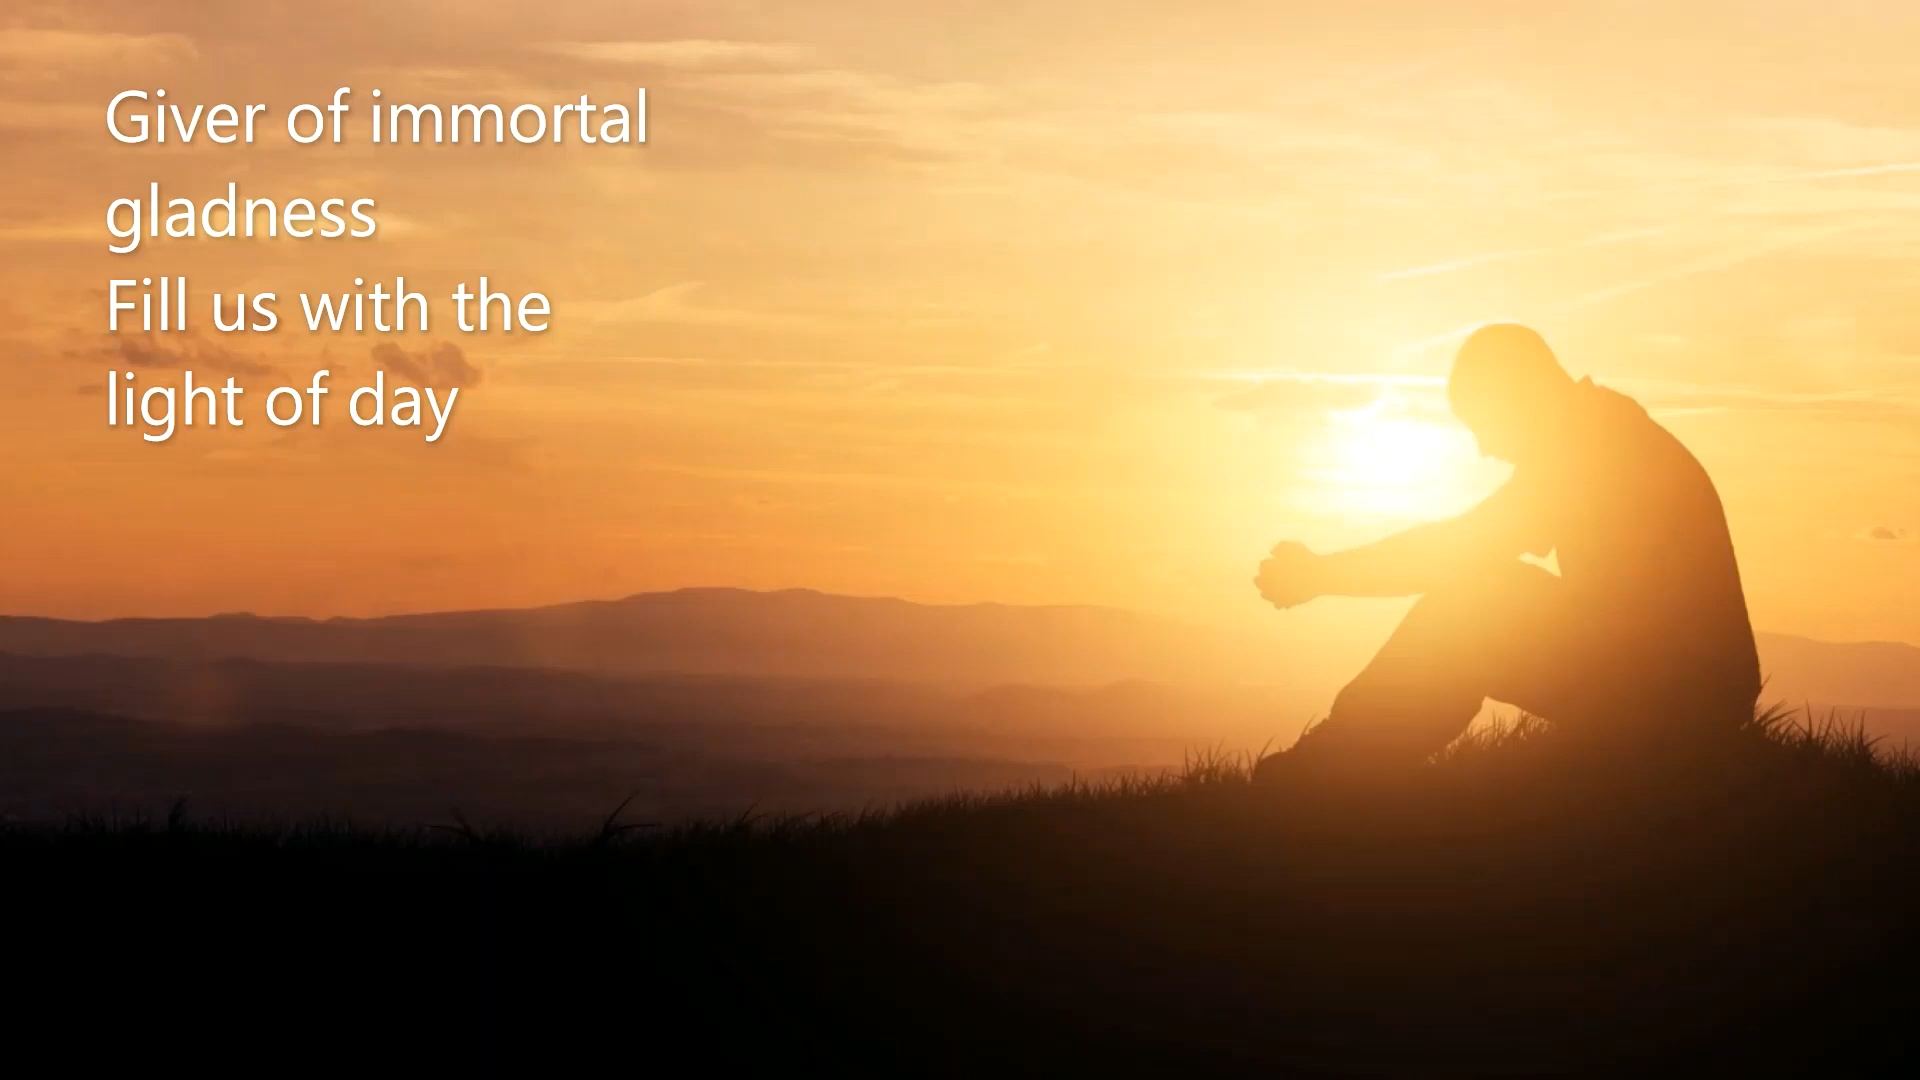 Giver of immortal
gladness
Fill us with the
light of day